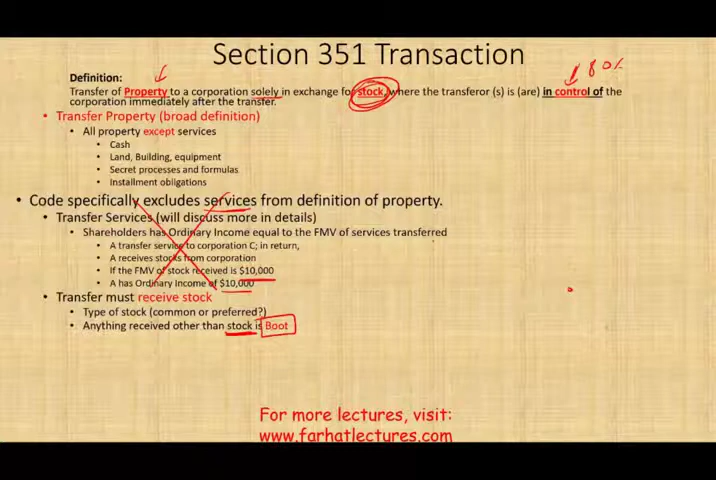 Section 351 Transaction
80%
Definition:
Transfer of Property to a corporation solely in exchange for stock, where the transferor (s) is (are) in control of the
corporation immediately after the transfer.
• Transfer Property (broad definition)
• All property except services
• Cash
• Land, Building, equipment
• Secret processes and formulas
• Installment obligations
• Code specifically excludes services from definition of property.
• Transfer Services (will discuss more in details)
• Shareholders has Ordinary Income equal to the FMV of services transferred
• A transfer service to corporation C; in return,
• A receives stocks from corporation
• If the FMV of stock received is $10,000
• A has Ordinary Income of $10,000
• Transfer must receive stock
• Type of stock (common or preferred?)
• Anything received other than stock is Boot
For more lectures, visit:
www.farhatlectures.com